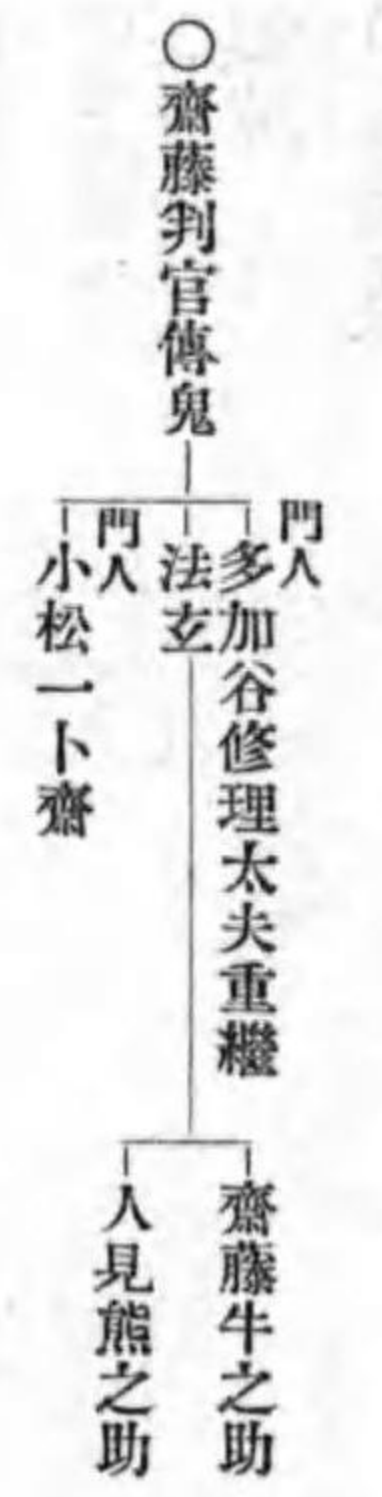 ○齋藤判官傳鬼
門人
多加谷修理太夫重繼
法玄
門人
小松一卜齋
齋藤牛之助
人見熊之助